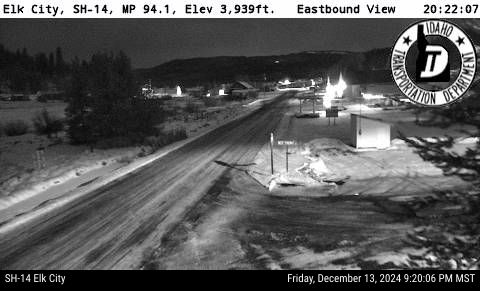 Elk City, SH-14, MP 94.1, Elev 3,939ft.   Eastbound View   20:22:07
IDAHO
TRANSPORTATION DEPARTMENT
SH-14 Elk City
Friday, December 13, 2024 9:20:06 PM MST